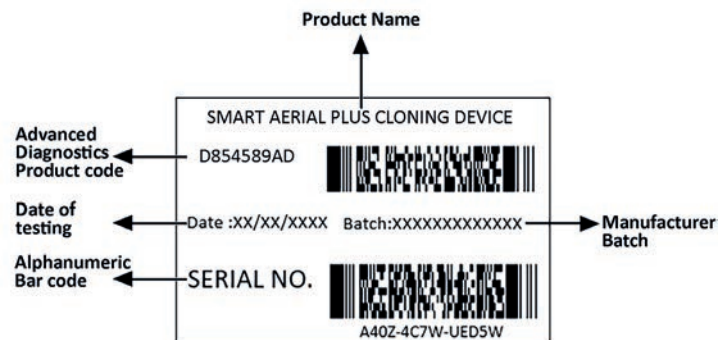 Product Name
SMART AERIAL PLUS CLONING DEVICE
Advanced
Diagnostics
Product code
D854589AD
Date of
testing
Date :XX/XX/XXXX Batch:XXXXXXXXXXXXX
Manufacturer
Batch
Alphanumeric
Bar code
SERIAL NO.
A40Z-4C7W-UED5W